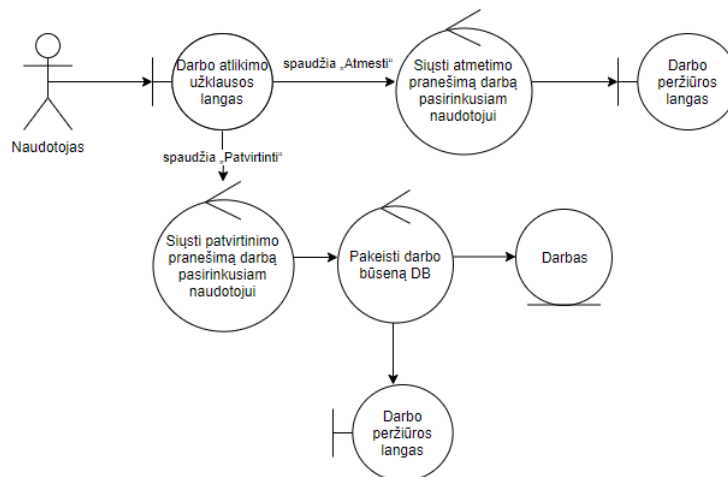 Naudotojas
Darbo atlikimo
užklausos
langas
spaudžia „Atmesti“
Siųsti atmetimo
pranešimą darbą
pasirinkusiam
naudotojui
Darbo
peržiūros
langas
spaudžia „Patvirtinti“
Siųsti patvirtinimo
pranešimą darbą
pasirinkusiam
naudotojui
Pakeisti darbo
būseną DB
Darbas
Darbo
peržiūros
langas